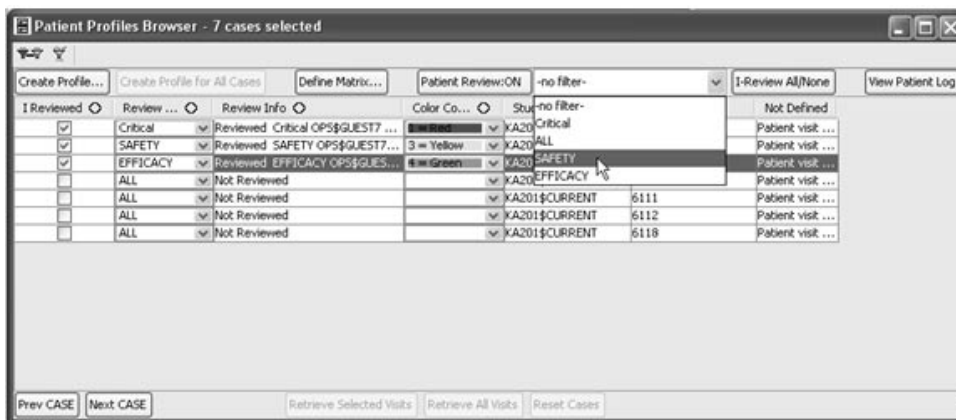 Patient Profiles Browser - 7 cases selected
Create Profile... Create Profile for All Cases Define Matrix... Patient Review:ON -no filter- I-Review All/None View Patient Log
I Reviewed Review ... Review Info Color Co... Stu Not Defined
-no filter-
Critical
ALL
SAFETY
EFFICACY
Critical Reviewed Critical OPS$GUEST7 ... 1 = Red KA20 Patient visit ...
SAFETY Reviewed SAFETY OPS$GUEST7 ... 3 = Yellow KA20 Patient visit ...
EFFICACY Reviewed EFFICACY OPS$GUES... 4 = Green KA20 Patient visit ...
ALL Not Reviewed KA20 Patient visit ...
ALL Not Reviewed KA201$CURRENT 6111 Patient visit ...
ALL Not Reviewed KA201$CURRENT 6112 Patient visit ...
ALL Not Reviewed KA201$CURRENT 6118 Patient visit ...
Prev CASE Next CASE Retrieve Selected Visits Retrieve All Visits Reset Cases